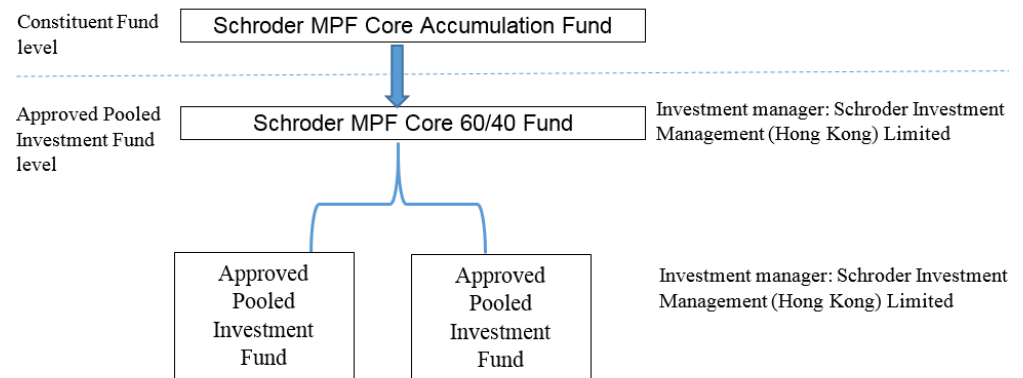 Constituent Fund
level
Schroder MPF Core Accumulation Fund
Approved Pooled
Investment Fund
level
Schroder MPF Core 60/40 Fund
Investment manager: Schroder Investment
Management (Hong Kong) Limited
Approved
Pooled
Investment
Fund
Approved
Pooled
Investment
Fund
Investment manager: Schroder Investment
Management (Hong Kong) Limited